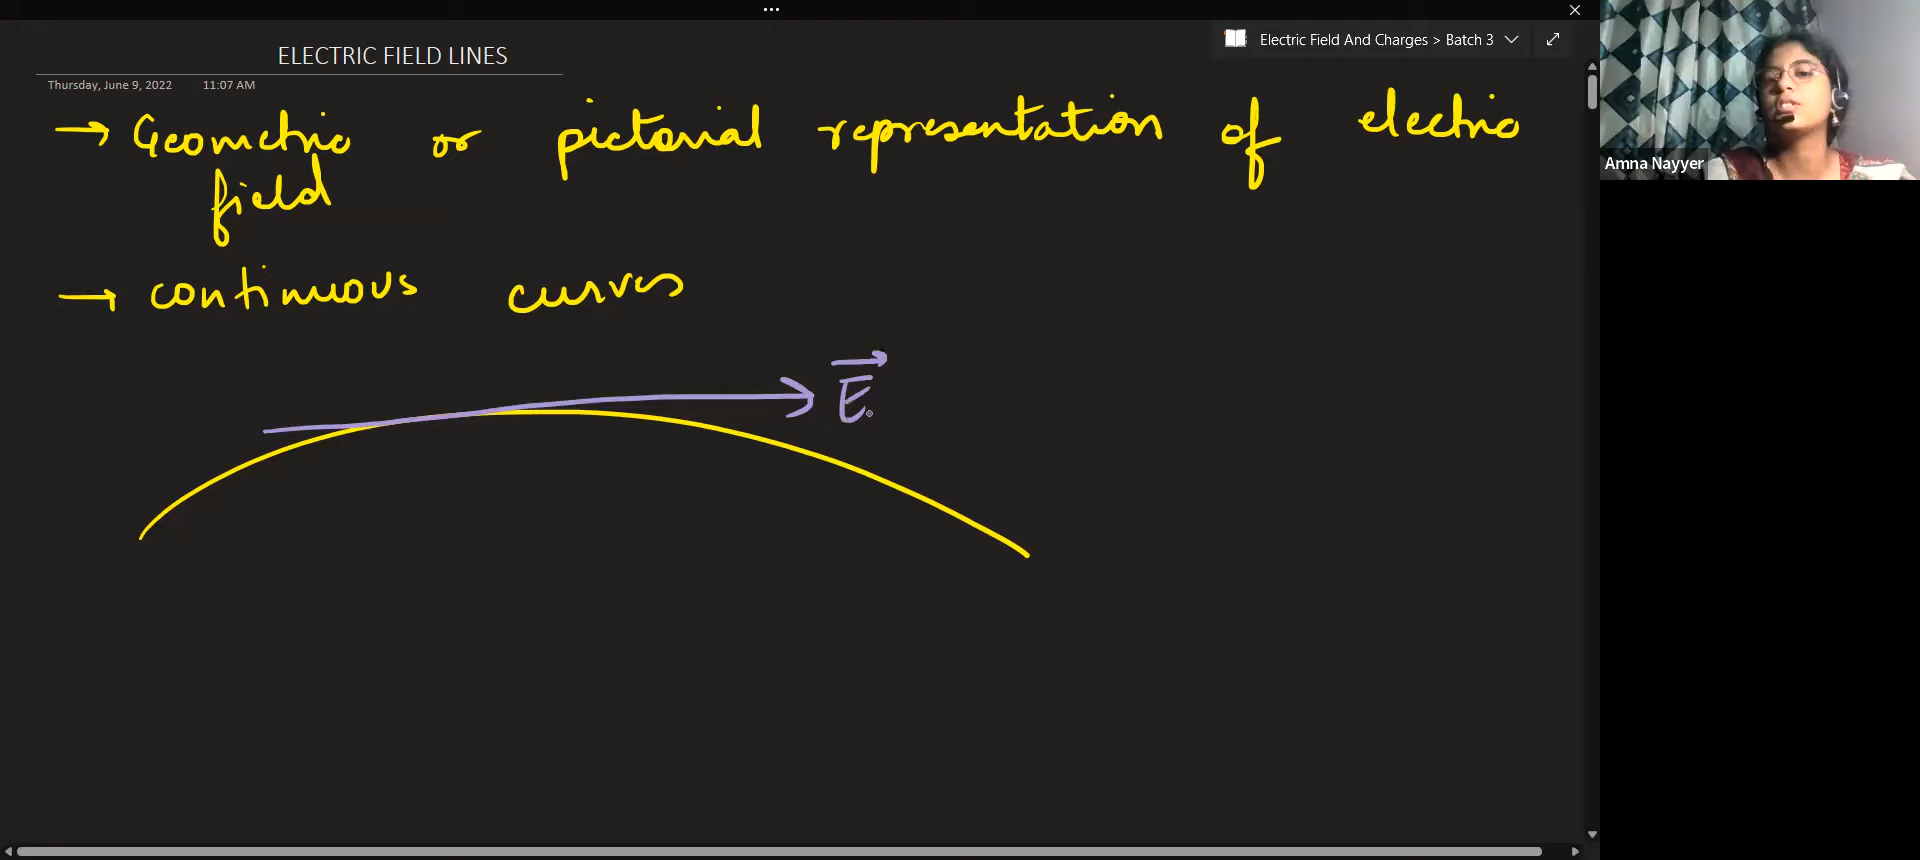 Electric Field And Charges > Batch 3
ELECTRIC FIELD LINES
Thursday, June 9, 2022 11:07 AM
→ Geometric or pictorial representation of electric
field
→ continuous curves
E
Amna Nayyer